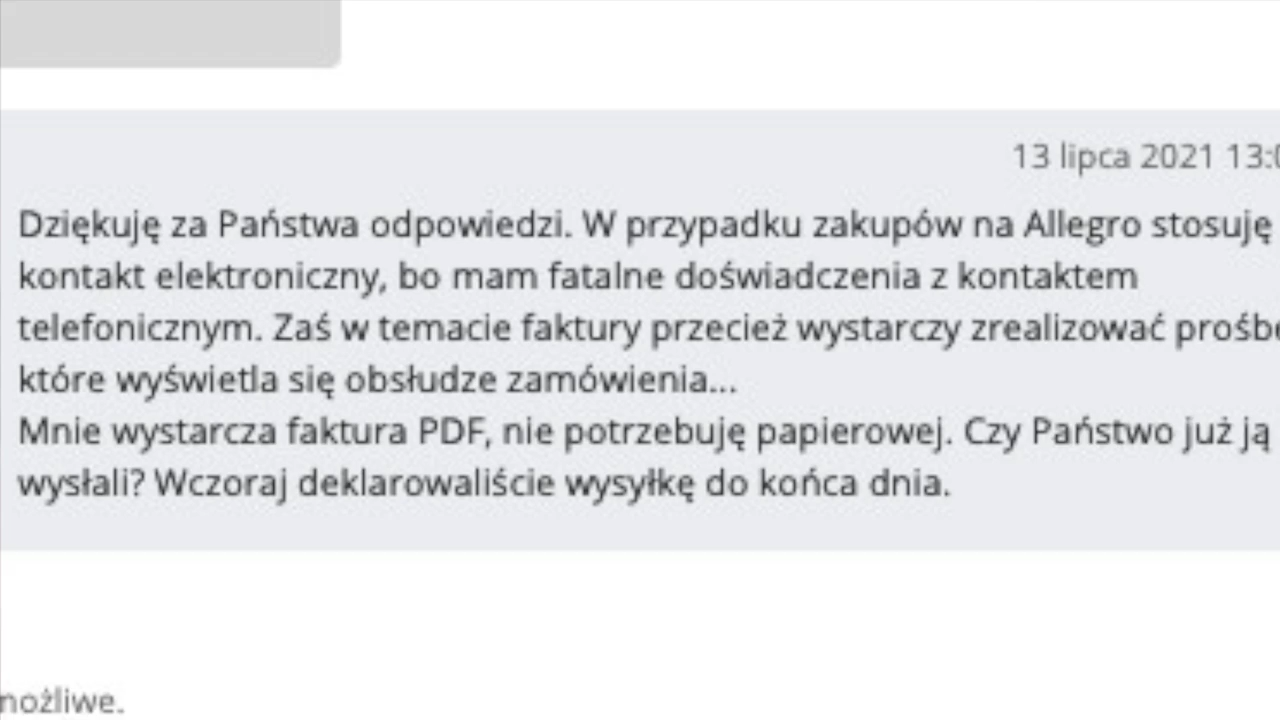 13 lipca 2021 13:0
Dziękuję za Państwa odpowiedzi. W przypadku zakupów na Allegro stosuję
kontakt elektroniczny, bo mam fatalne doświadczenia z kontaktem
telefonicznym. Zaś w temacie faktury przecież wystarczy zrealizować
które wyświetla się obsłudze zamówienia...
Mnie wystarcza faktura PDF, nie potrzebuję papierowej. Czy Państwo już ją
wysłali? Wczoraj deklarowaliście wysyłkę do końca dnia.